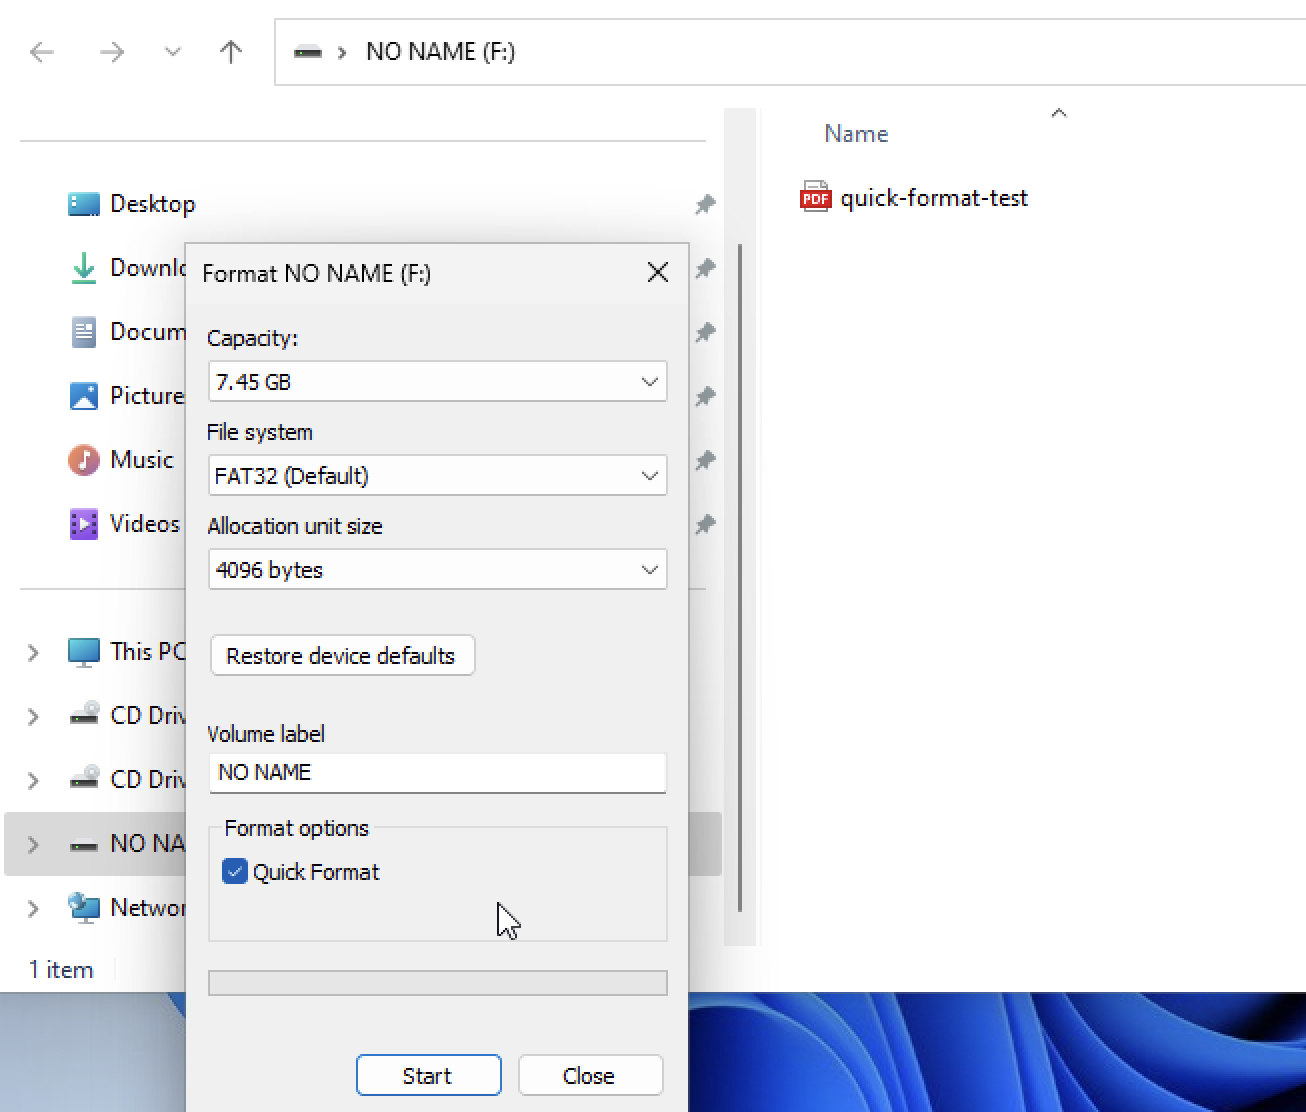 NO NAME (F:)
Name
PDF quick-format-test
Desktop
Downlo
Docum
Picture
Music
Videos
This PC
CD Driv
CD Driv
NO NA
Networ
1 item
Format NO NAME (F:)
Capacity:
7.45 GB
File system
FAT32 (Default)
Allocation unit size
4096 bytes
Restore device defaults
Volume label
NO NAME
Format options
Quick Format
Start
Close